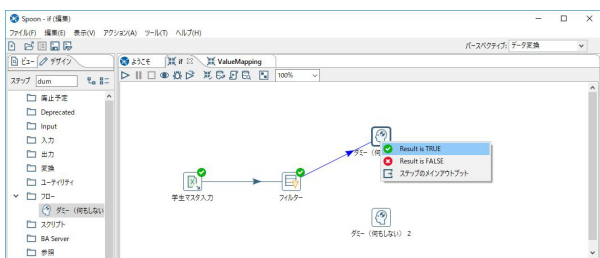 Spoon - if (編集)
ファイル(F) 編集(E) 表示(V) アクション(A) ツール(T) ヘルプ(H)
パースペクティブ: データ変換
ビュー デザイン
ようこそ if ValueMapping
ステップ dum
100%
廃止予定
Deprecated
Input
入力
出力
変換
ユーティリティ
フロー
ダミー (何もしない
スクリプト
BA Server
参照
学生マスタ入力
フィルター
ダミー (何
Result is TRUE
Result is FALSE
ステップのメインアウトプット
ダミー (何もしない) 2